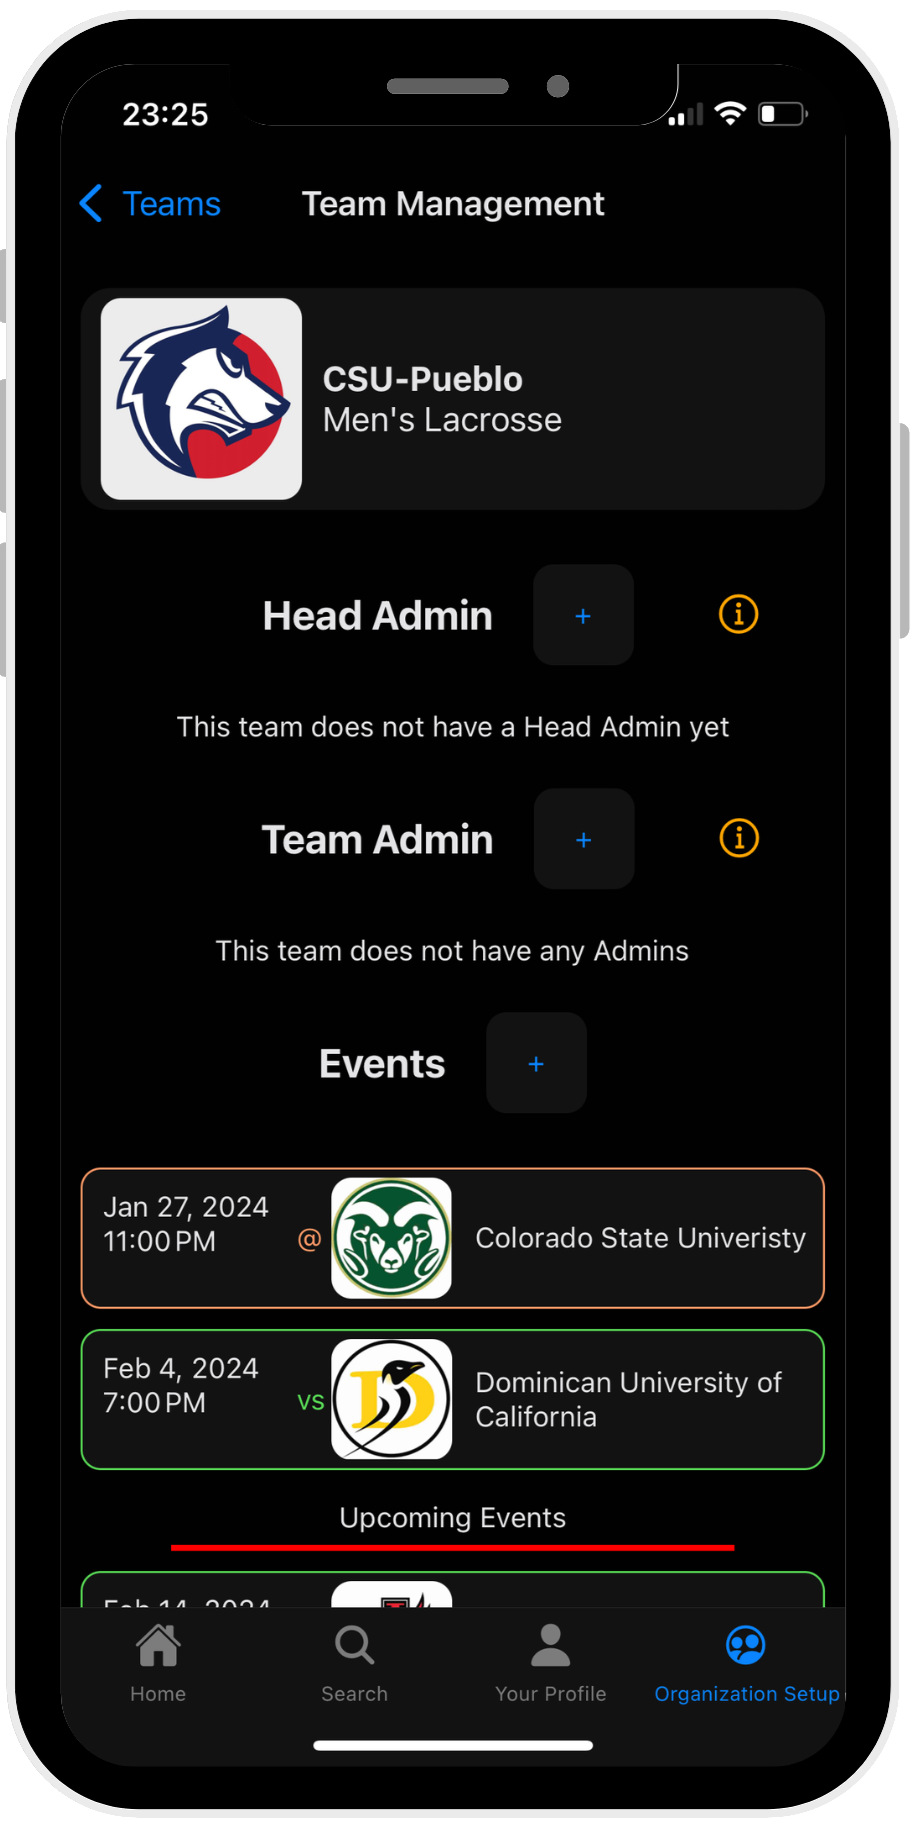 23:25
Teams
Team Management
CSU-Pueblo
Men's Lacrosse
Head Admin +
This team does not have a Head Admin yet
Team Admin +
This team does not have any Admins
Events +
Jan 27, 2024
11:00 PM
@
Colorado State Univeristy
Feb 4, 2024
7:00 PM
vs
D
Dominican University of
California
Upcoming Events
Feb 14, 2024
Home
Search
Your Profile
Organization Setup